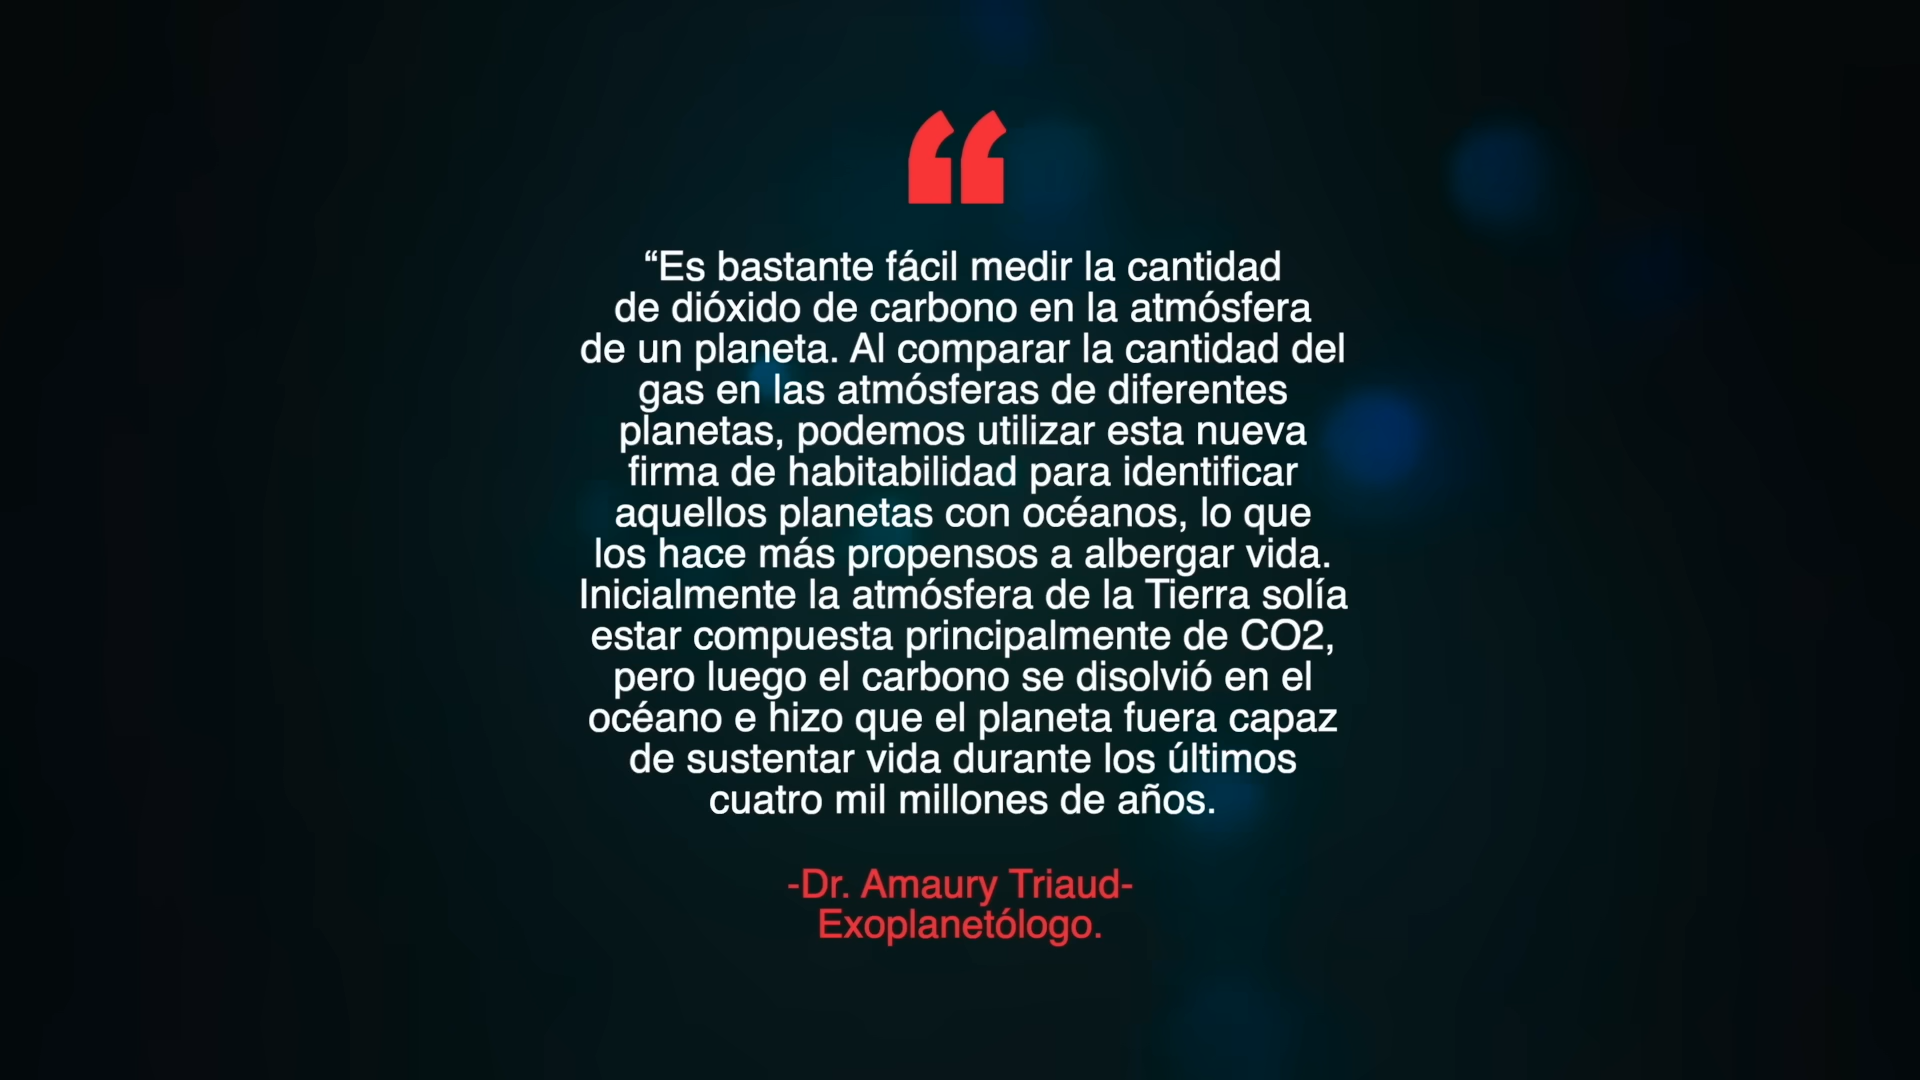 “Es bastante fácil medir la cantidad
de dióxido de carbono en la atmósfera
de un planeta. Al comparar la cantidad del
gas en las atmósferas de diferentes
planetas, podemos utilizar esta nueva
firma de habitabilidad para identificar
aquellos planetas con océanos, lo que
los hace más propensos a albergar vida.
Inicialmente la atmósfera de la Tierra solía
estar compuesta principalmente de CO2,
pero luego el carbono se disolvió en el
océano e hizo que el planeta fuera capaz
de sustentar vida durante los últimos
cuatro mil millones de años.
-Dr. Amaury Triaud-
Exoplanetólogo.